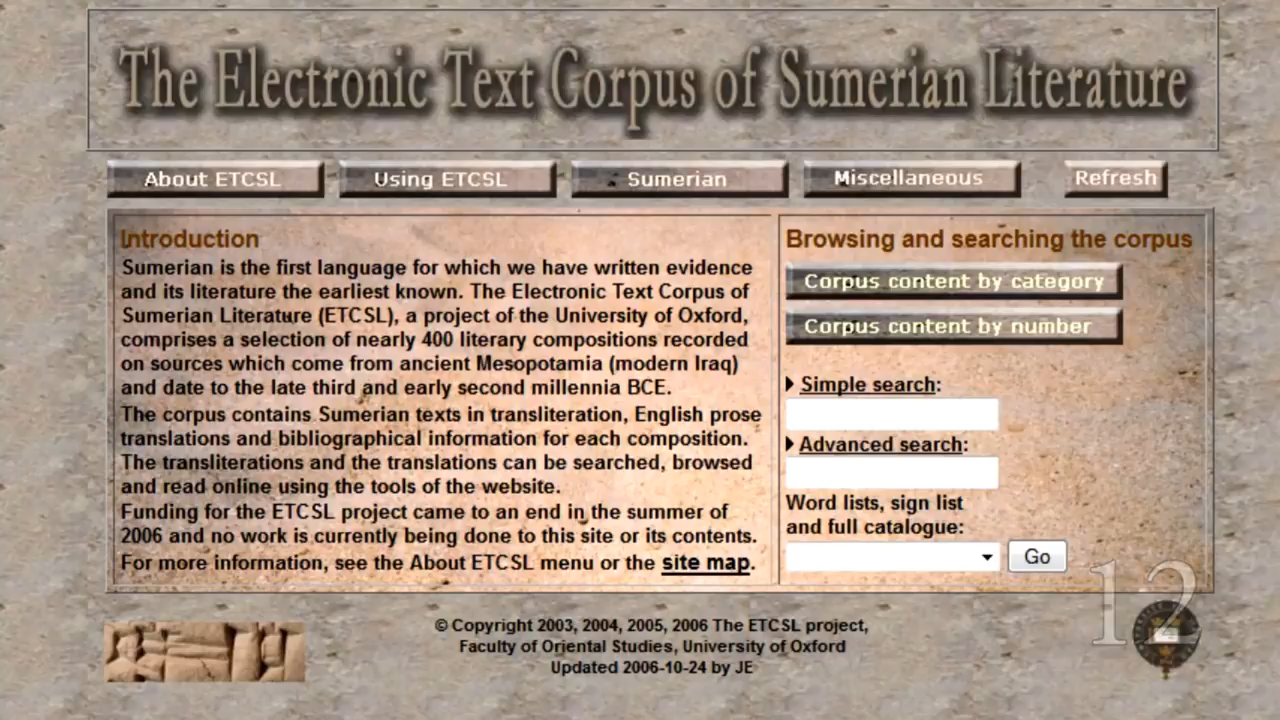 The Electronic Text Corpus of Sumerian Literature
About ETCSL
Using ETCSL
Sumerian
Miscellaneous
Refresh
Introduction
Sumerian is the first language for which we have written evidence
and its literature the earliest known. The Electronic Text Corpus of
Sumerian Literature (ETCSL), a project of the University of Oxford,
comprises a selection of nearly 400 literary compositions recorded
on sources which come from ancient Mesopotamia (modern Iraq)
and date to the late third and early second millennia BCE.
The corpus contains Sumerian texts in transliteration, English prose
translations and bibliographical information for each composition.
The transliterations and the translations can be searched, browsed
and read online using the tools of the website.
Funding for the ETCSL project came to an end in the summer of
2006 and no work is currently being done to this site or its contents.
For more information, see the About ETCSL menu or the site map.
Browsing and searching the corpus
Corpus content by category
Corpus content by number
Simple search:
Advanced search:
Word lists, sign list
and full catalogue:
Go
12
© Copyright 2003, 2004, 2005, 2006 The ETCSL project,
Faculty of Oriental Studies, University of Oxford
Updated 2006-10-24 by JE